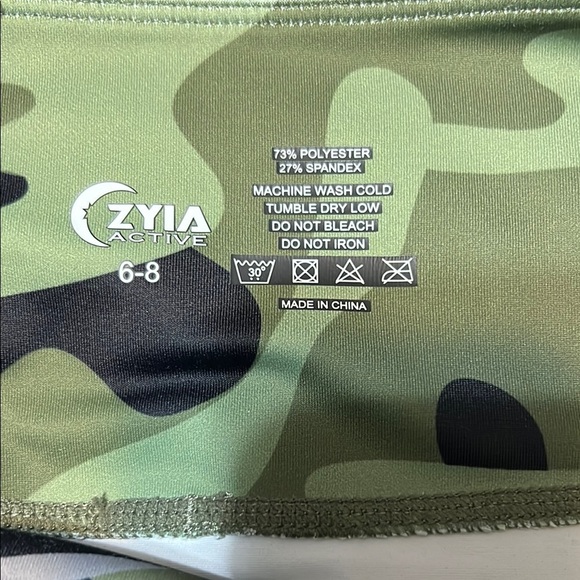 ZYIA
ACTIVE
6-8
73% POLYESTER
27% SPANDEX
MACHINE WASH COLD
TUMBLE DRY LOW
DO NOT BLEACH
DO NOT IRON
30°
MADE IN CHINA